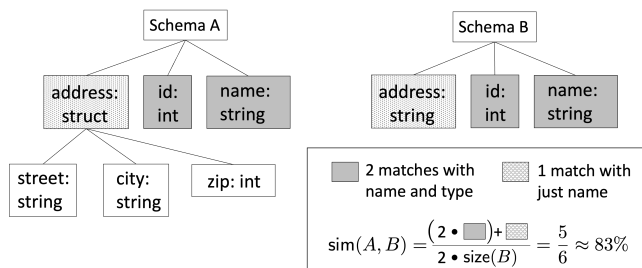 Schema A
address:
struct
id:
int
name:
string
street:
string
city:
string
zip: int
Schema B
address:
string
id:
int
name:
string
2 matches with
name and type
1 match with
just name
sim(A, B) = (2 • )+ / 2 • size(B) = 5/6 ≈ 83%